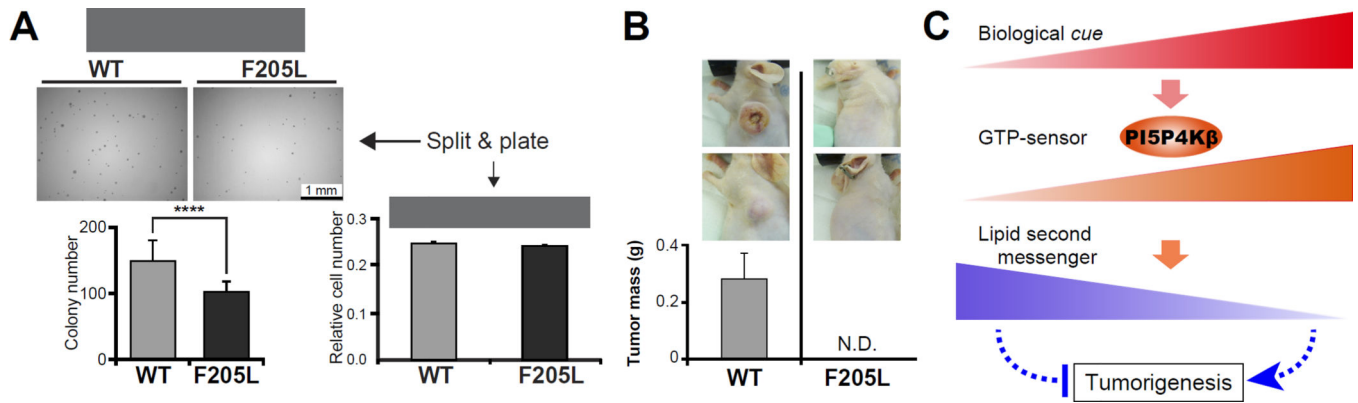 A
WT F205L
1 mm
Split & plate
****
Colony number
200
100
0
WT F205L
Relative cell number
0.3
0.2
0.1
0.0
WT F205L
B
Tumor mass (g)
0.4
0.2
0
N.D.
WT F205L
C
Biological cue
GTP-sensor
PI5P4Kβ
Lipid second
messenger
Tumorigenesis